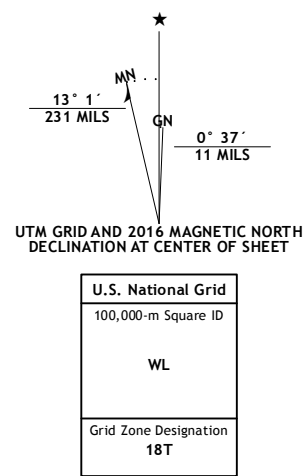 ★
MN
GN
13° 1´
231 MILS
0° 37´
11 MILS
UTM GRID AND 2016 MAGNETIC NORTH
DECLINATION AT CENTER OF SHEET
U.S. National Grid
100,000-m Square ID
WL
Grid Zone Designation
18T